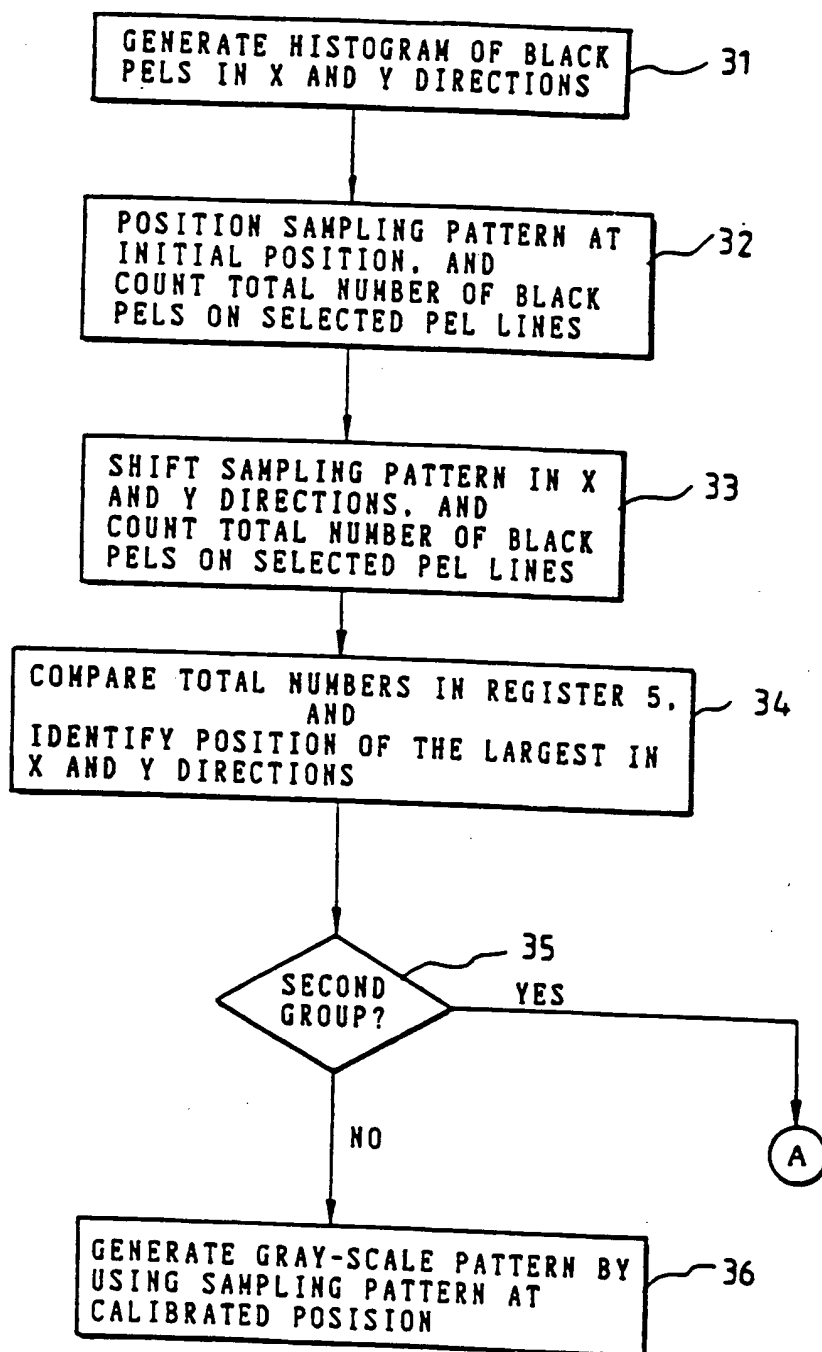 GENERATE HISTOGRAM OF BLACK
PELS IN X AND Y DIRECTIONS
31
POSITION SAMPLING PATTERN AT
INITIAL POSITION, AND
COUNT TOTAL NUMBER OF BLACK
PELS ON SELECTED PEL LINES
32
SHIFT SAMPLING PATTERN IN X
AND Y DIRECTIONS, AND
COUNT TOTAL NUMBER OF BLACK
PELS ON SELECTED PEL LINES
33
COMPARE TOTAL NUMBERS IN REGISTER 5,
AND
IDENTIFY POSITION OF THE LARGEST IN
X AND Y DIRECTIONS
34
SECOND
GROUP?
35
YES
NO
A
GENERATE GRAY-SCALE PATTERN BY
USING SAMPLING PATTERN AT
CALIBRATED POSISION
36